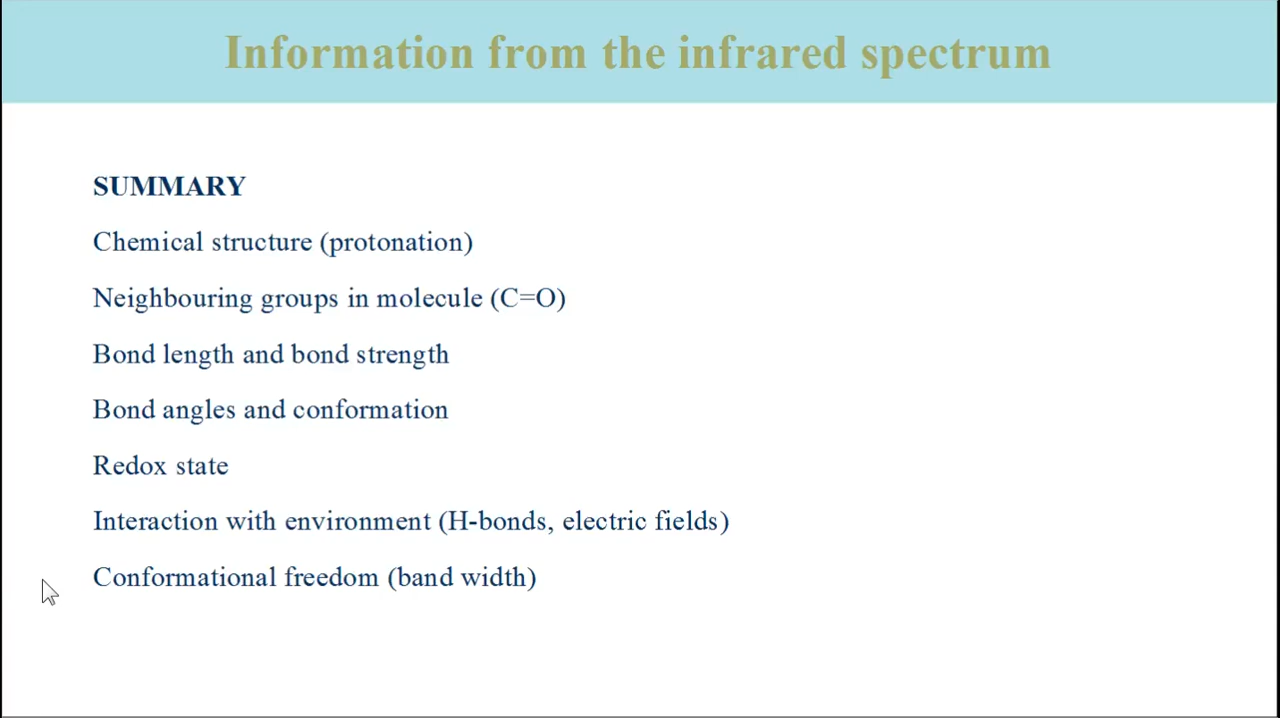 Information from the infrared spectrum
SUMMARY
Chemical structure (protonation)
Neighbouring groups in molecule (C=O)
Bond length and bond strength
Bond angles and conformation
Redox state
Interaction with environment (H-bonds, electric fields)
Conformational freedom (band width)